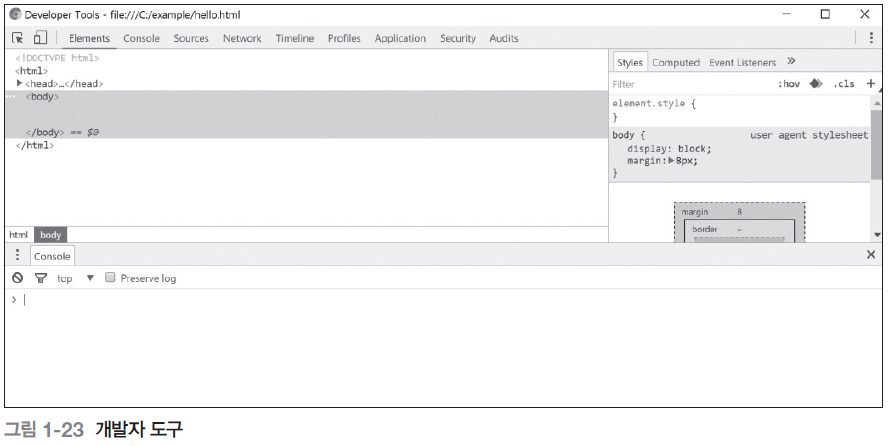 Developer Tools - file:///C:/example/hello.html
Elements Console Sources Network Timeline Profiles Application Security Audits
<!DOCTYPE html>
<html>
<head>…</head>
<body>
</body> == $0
</html>
html body
Styles Computed Event Listeners »
Filter :hov .cls +
element.style {
}
body { user agent stylesheet
display: block;
margin:▶8px;
}
margin 8
border -
Console
top ▼ Preserve log
>
그림 1-23 개발자 도구